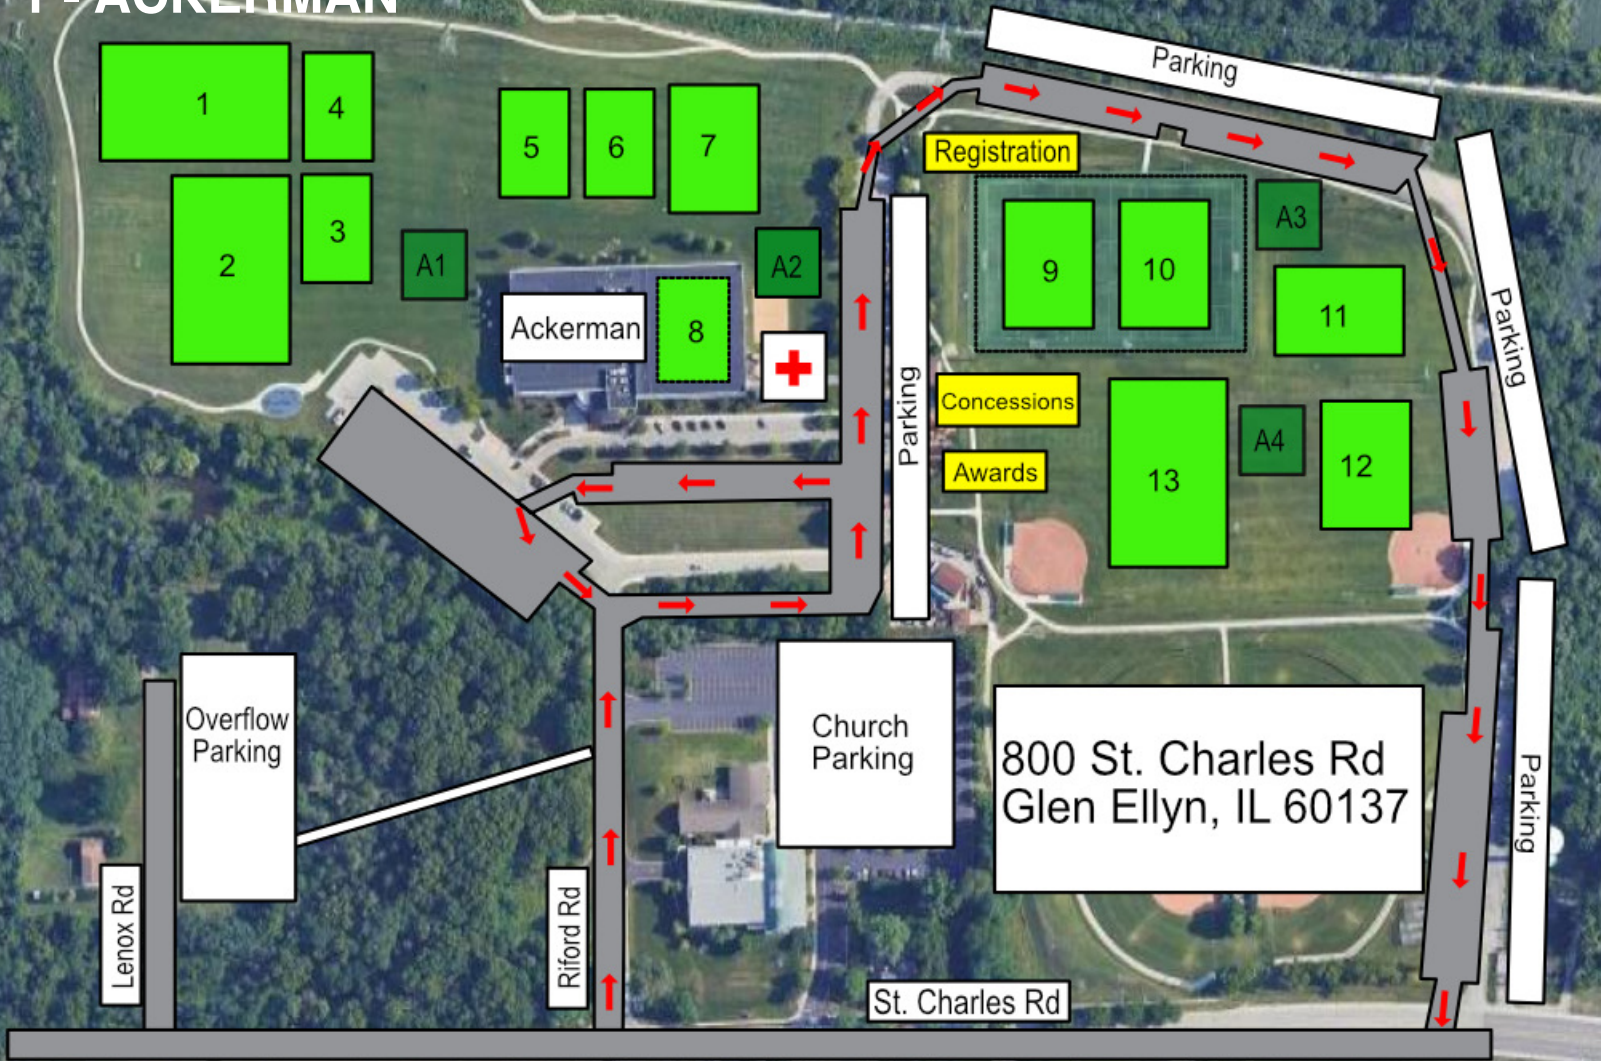 - ACKERMAN
Parking
1
4
5
6
7
Registration
2
3
A1
A2
A3
9
10
11
Ackerman
8
Parking
Parking
Concessions
Awards
13
A4
12
Overflow
Parking
Church
Parking
800 St. Charles Rd
Glen Ellyn, IL 60137
Parking
Lenox Rd
Riford Rd
St. Charles Rd